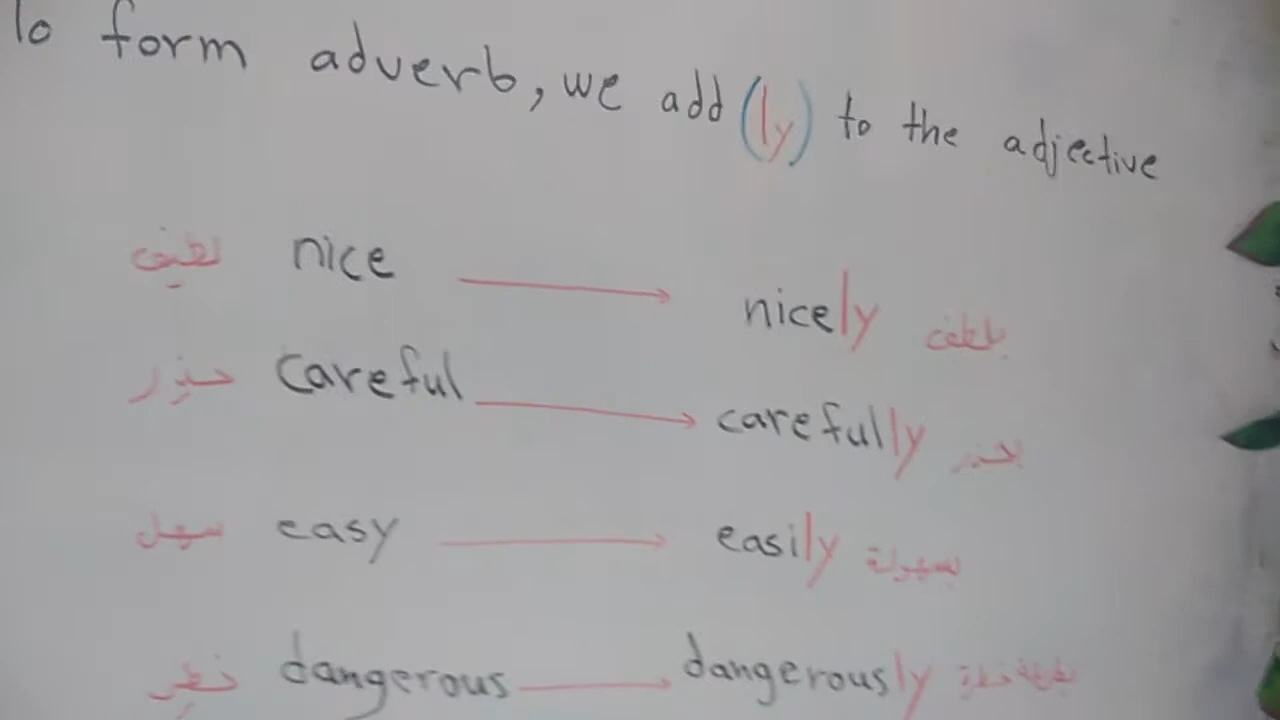 To form adverb, we add (ly) to the adjective
لطيف nice → nicely بلطف
حذر careful → carefully بحذر
سهل easy → easily بسهولة
خطر dangerous → dangerously بطريقة خطرة